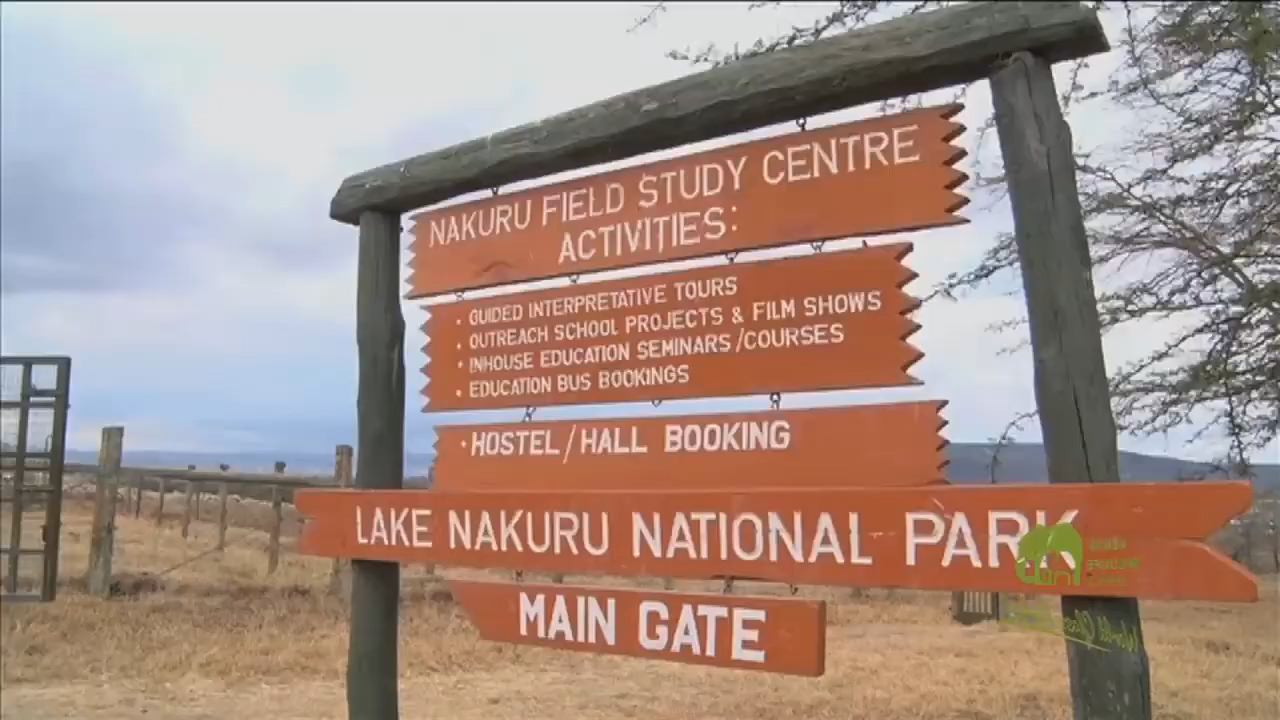 NAKURU FIELD STUDY CENTRE
ACTIVITIES:
• GUIDED INTERPRETATIVE TOURS
• OUTREACH SCHOOL PROJECTS & FILM SHOWS
• INHOUSE EDUCATION SEMINARS/COURSES
• EDUCATION BUS BOOKINGS
• HOSTEL/HALL BOOKING
LAKE NAKURU NATIONAL PARK
MAIN GATE